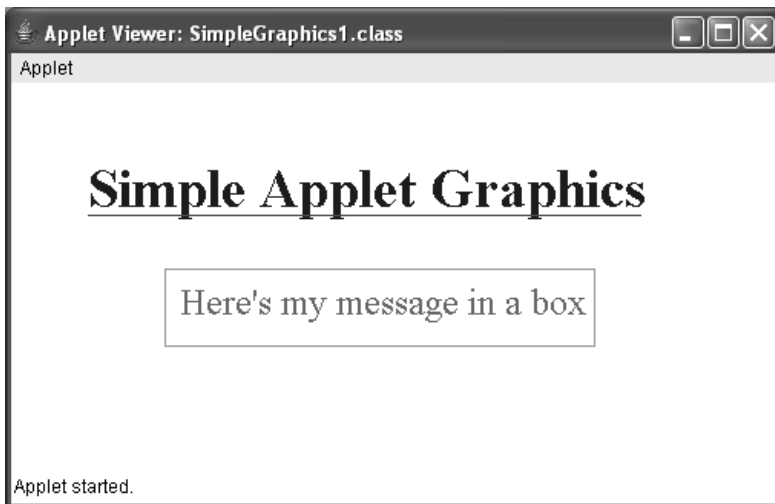 Applet Viewer: SimpleGraphics1.class
Applet
Simple Applet Graphics
Here's my message in a box
Applet started.